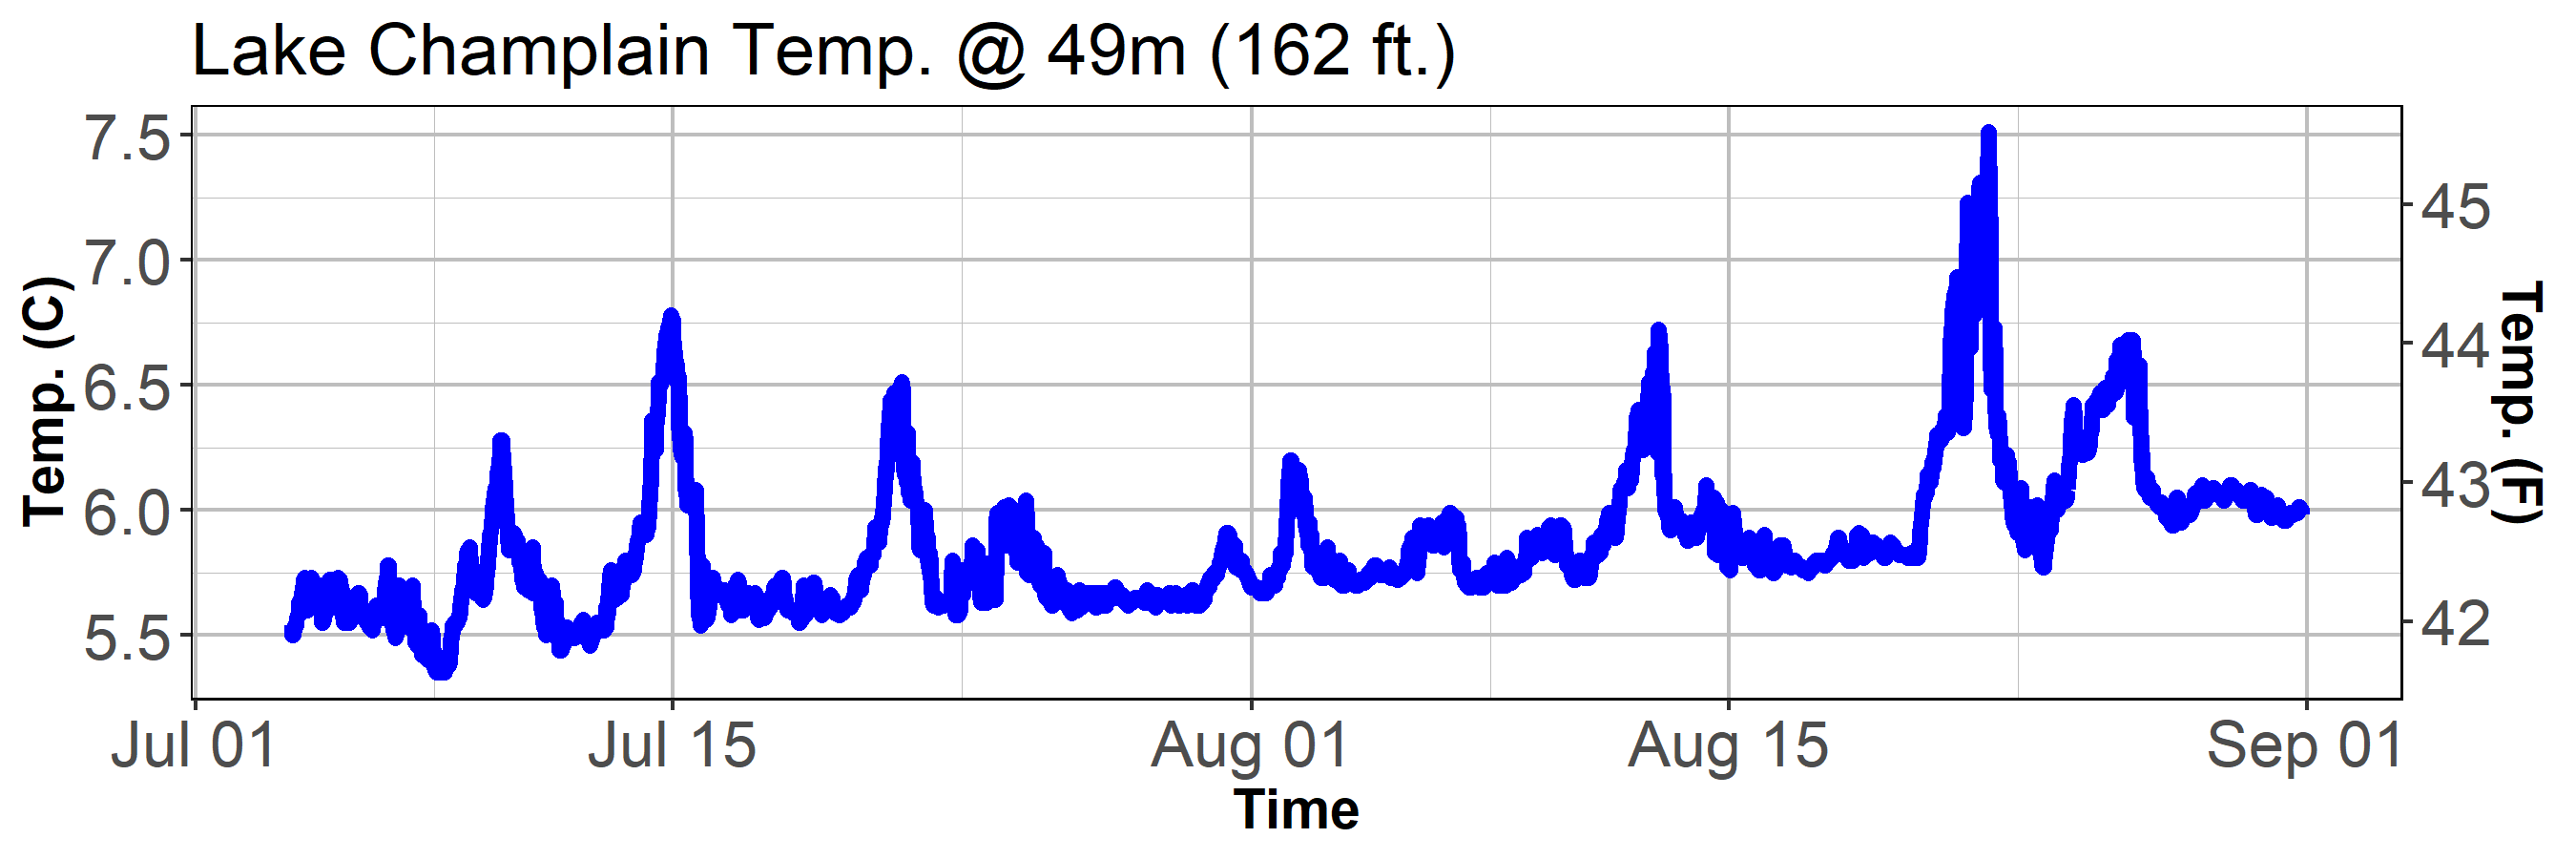 Lake Champlain Temp. @ 49m (162 ft.)
7.5
7.0
6.5
6.0
5.5
Temp. (C)
45
44
43
42
Temp. (F)
Jul 01 Jul 15 Aug 01 Aug 15 Sep 01
Time